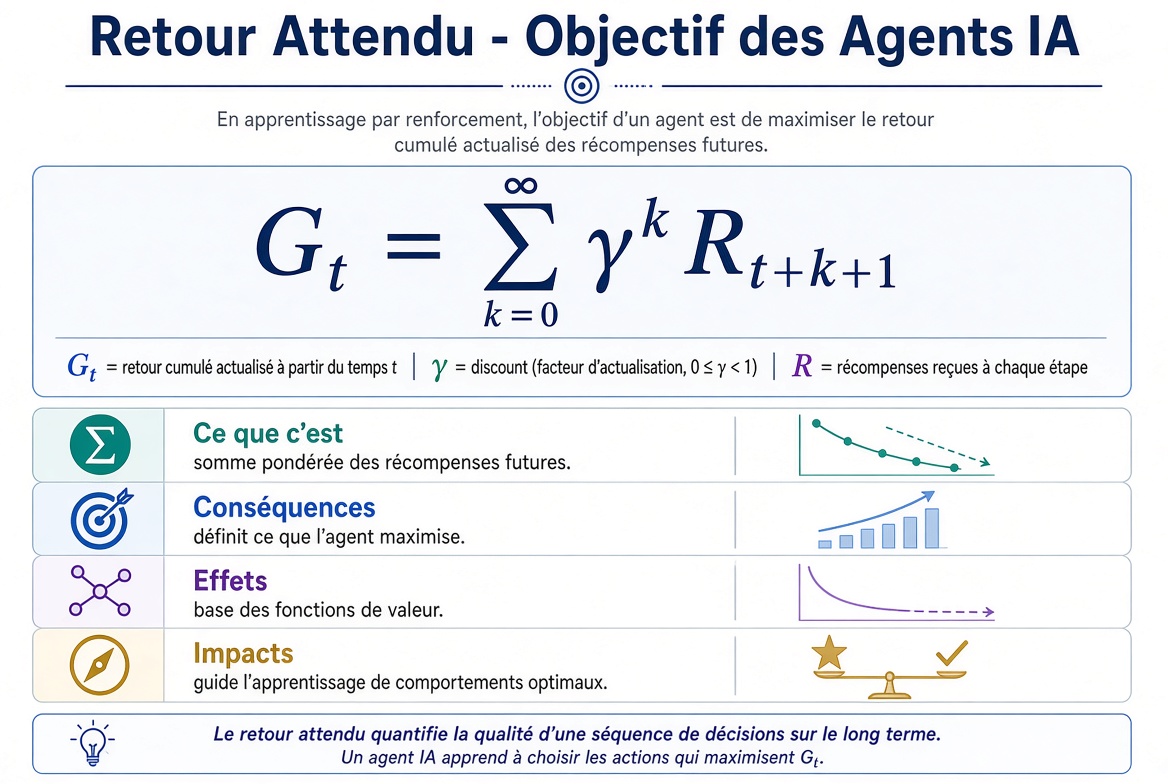 Retour Attendu - Objectif des Agents IA
En apprentissage par renforcement, l’objectif d’un agent est de maximiser le retour
cumulé actualisé des récompenses futures.
G_t = ∑_{k=0}^{∞} γ^k R_{t+k+1}
G_t = retour cumulé actualisé à partir du temps t | γ = discount (facteur d’actualisation, 0 ≤ γ < 1) | R = récompenses reçues à chaque étape
Σ
Ce que c’est
somme pondérée des récompenses futures.
Conséquences
définit ce que l’agent maximise.
Effets
base des fonctions de valeur.
Impacts
guide l’apprentissage de comportements optimaux.
Le retour attendu quantifie la qualité d’une séquence de décisions sur le long terme.
Un agent IA apprend à choisir les actions qui maximisent G_t.